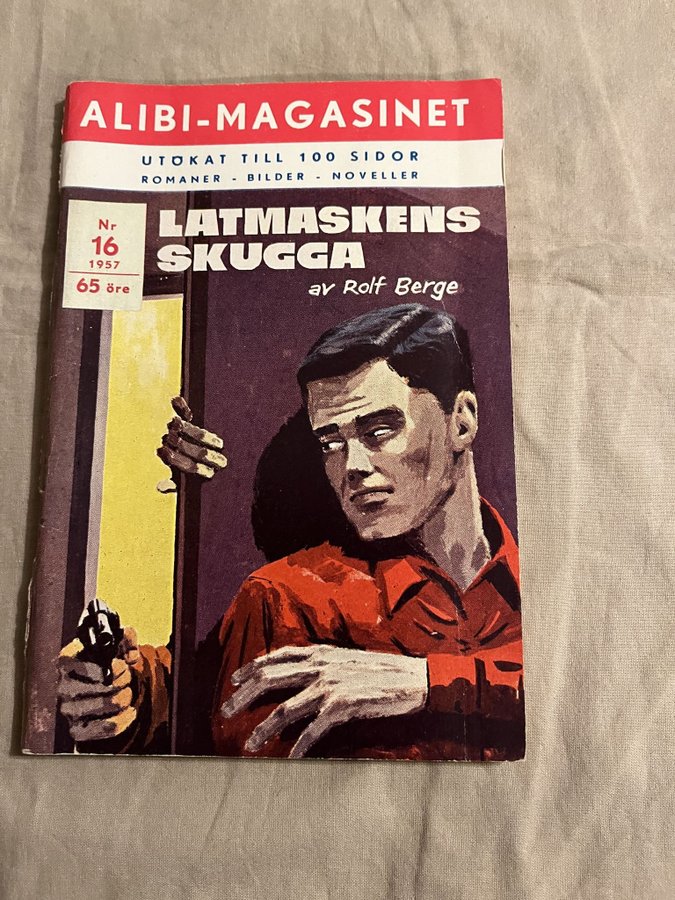 ALIBI-MAGASINET
UTÖKAT TILL 100 SIDOR
ROMANER - BILDER - NOVELLER
Nr
16
1957
65 öre
LATMASKENS
SKUGGA
av Rolf Berge